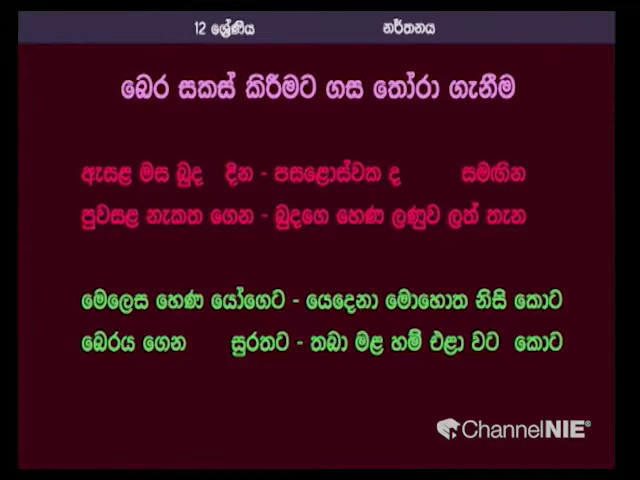 12 ශ්‍රේණිය නර්තනය
බෙර සකස් කිරීමට ගස තෝරා ගැනීම
ඇසළ මස බුද දින - පසළොස්වක ද සමඟින
පුවසළ නැකත ගෙන - බුදගෙ හෙණ ලණුව ලත් තැන
මෙලෙස හෙණ යෝගෙට - යෙදෙනා මොහොත නිසි කොට
බෙරය ගෙන සුරතට - තබා මළ හම් එළා වට කොට
ChannelNIE®